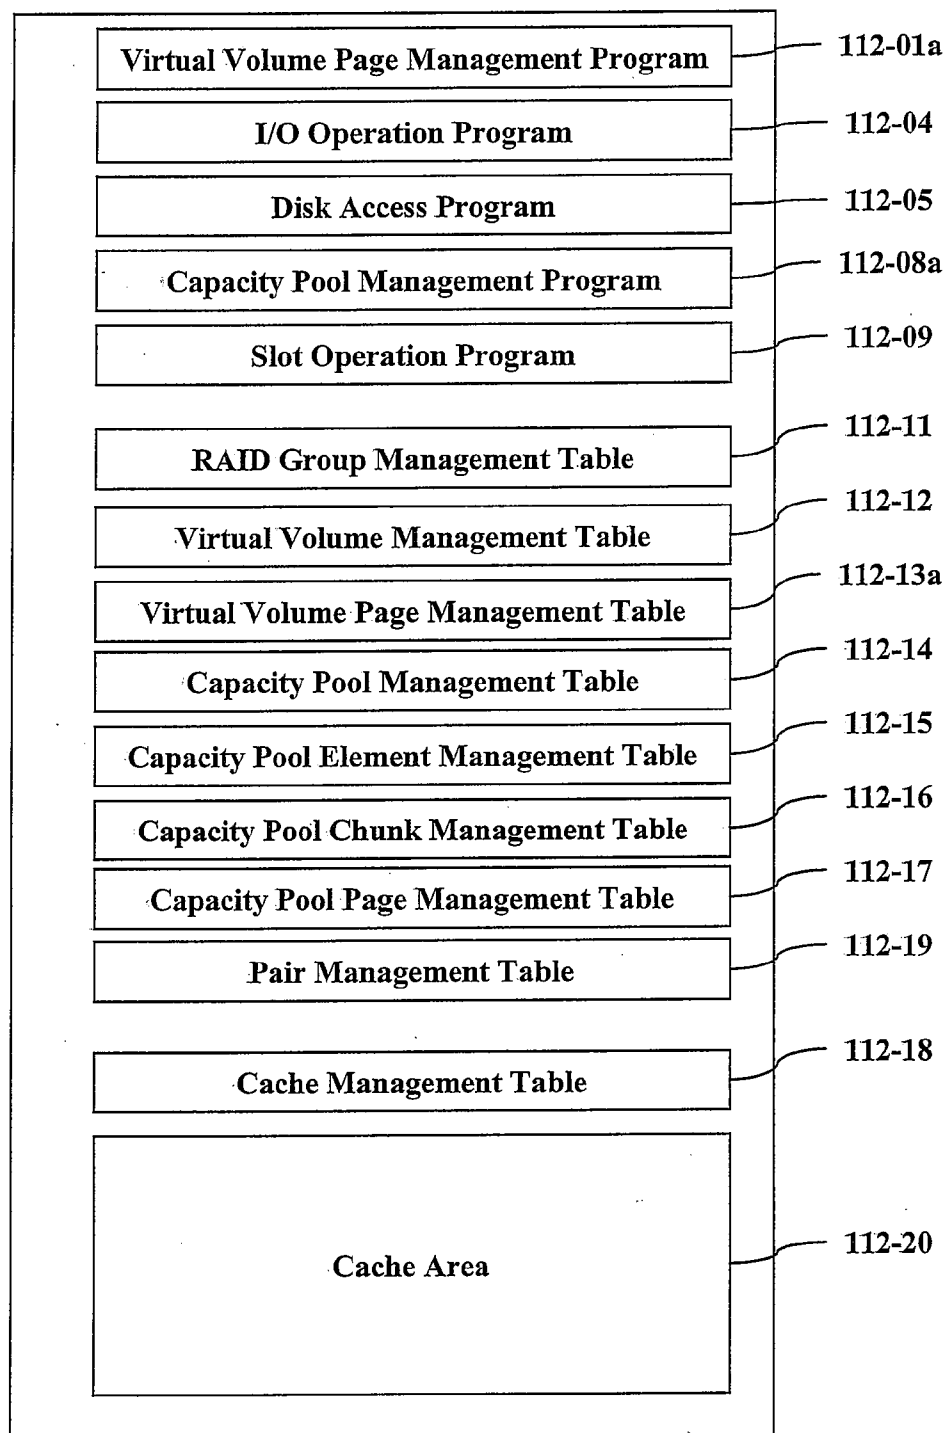 Virtual Volume Page Management Program 112-01a
I/O Operation Program 112-04
Disk Access Program 112-05
Capacity Pool Management Program 112-08a
Slot Operation Program 112-09
RAID Group Management Table 112-11
Virtual Volume Management Table 112-12
Virtual Volume Page Management Table 112-13a
Capacity Pool Management Table 112-14
Capacity Pool Element Management Table 112-15
Capacity Pool Chunk Management Table 112-16
Capacity Pool Page Management Table 112-17
Pair Management Table 112-19
Cache Management Table 112-18
Cache Area 112-20